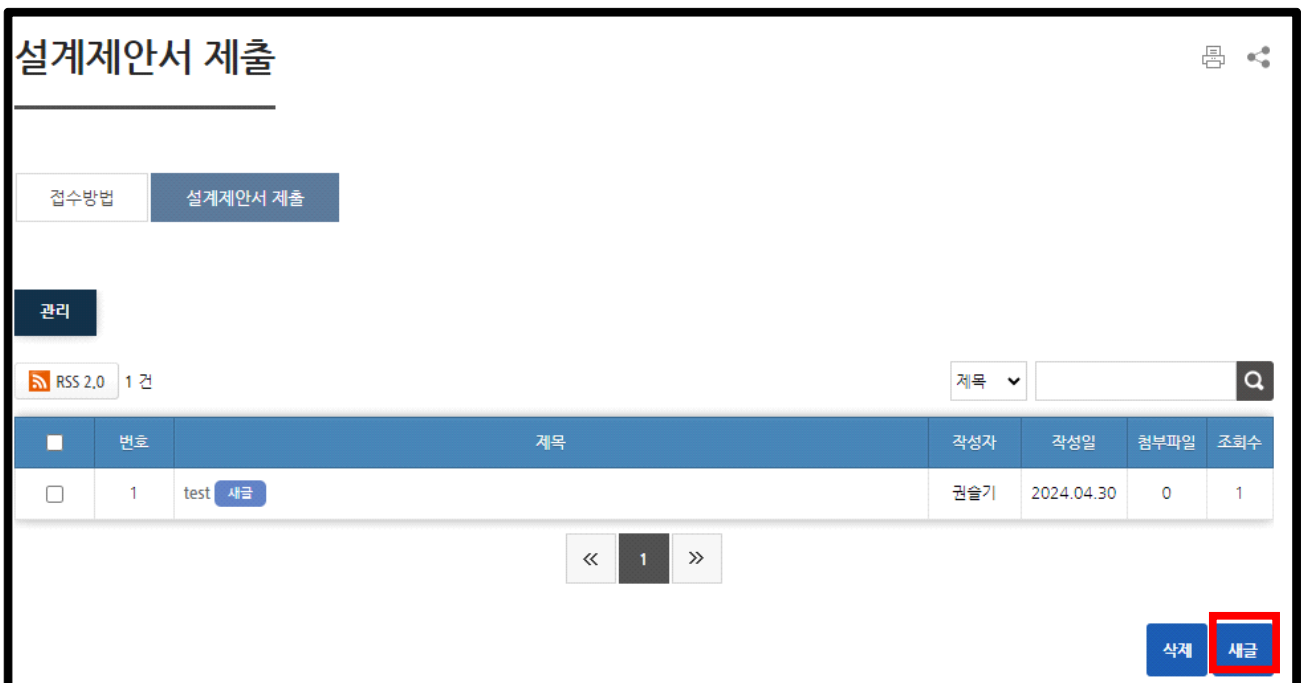 설계제안서 제출
접수방법 설계제안서 제출
관리
RSS 2.0 1 건 제목
번호 제목 작성자 작성일 첨부파일 조회수
1 test 새글 권슬기 2024.04.30 0 1
« 1 »
삭제 새글